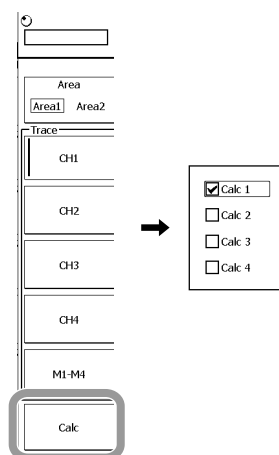 Area
Area1 Area2
Trace
CH1
CH2
CH3
CH4
M1-M4
Calc
Calc 1
Calc 2
Calc 3
Calc 4